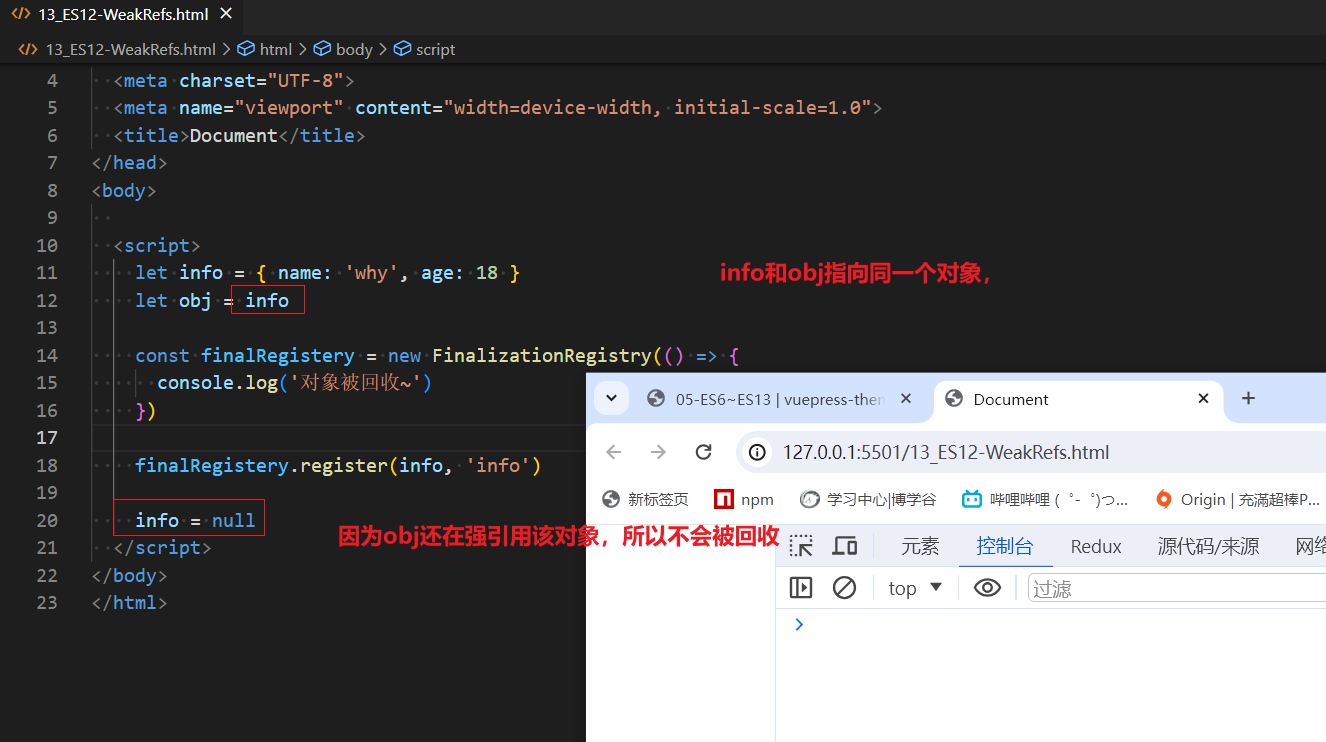 13_ES12-WeakRefs.html
13_ES12-WeakRefs.html > html > body > script
4 <meta charset="UTF-8">
5 <meta name="viewport" content="width=device-width, initial-scale=1.0">
6 <title>Document</title>
7 </head>
8 <body>
9
10 <script>
11 let info = { name: 'why', age: 18 }
info和obj指向同一个对象，
12 let obj = info
13
14 const finalRegistery = new FinalizationRegistry(() => {
15 console.log('对象被回收~')
16 })
17
18 finalRegistery.register(info, 'info')
19
20 info = null
因为obj还在强引用该对象，所以不会被回收
21 </script>
22 </body>
23 </html>
05-ES6~ES13 | vuepress-then
Document
127.0.0.1:5501/13_ES12-WeakRefs.html
新标签页 npm 学习中心|博学谷 哔哩哔哩 ( ゜- ゜)つ... Origin | 充满超棒P...
元素 控制台 Redux 源代码/来源 网络
top 过滤